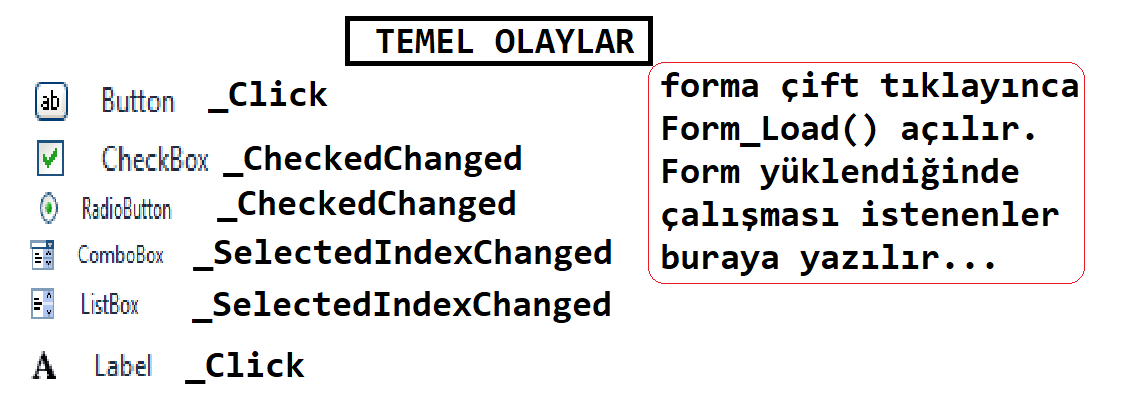 TEMEL OLAYLAR
ab Button _Click
CheckBox _CheckedChanged
RadioButton _CheckedChanged
ComboBox _SelectedIndexChanged
ListBox _SelectedIndexChanged
A Label _Click
forma çift tıklayınca
Form_Load() açılır.
Form yüklendiğinde
çalışması istenenler
buraya yazılır...